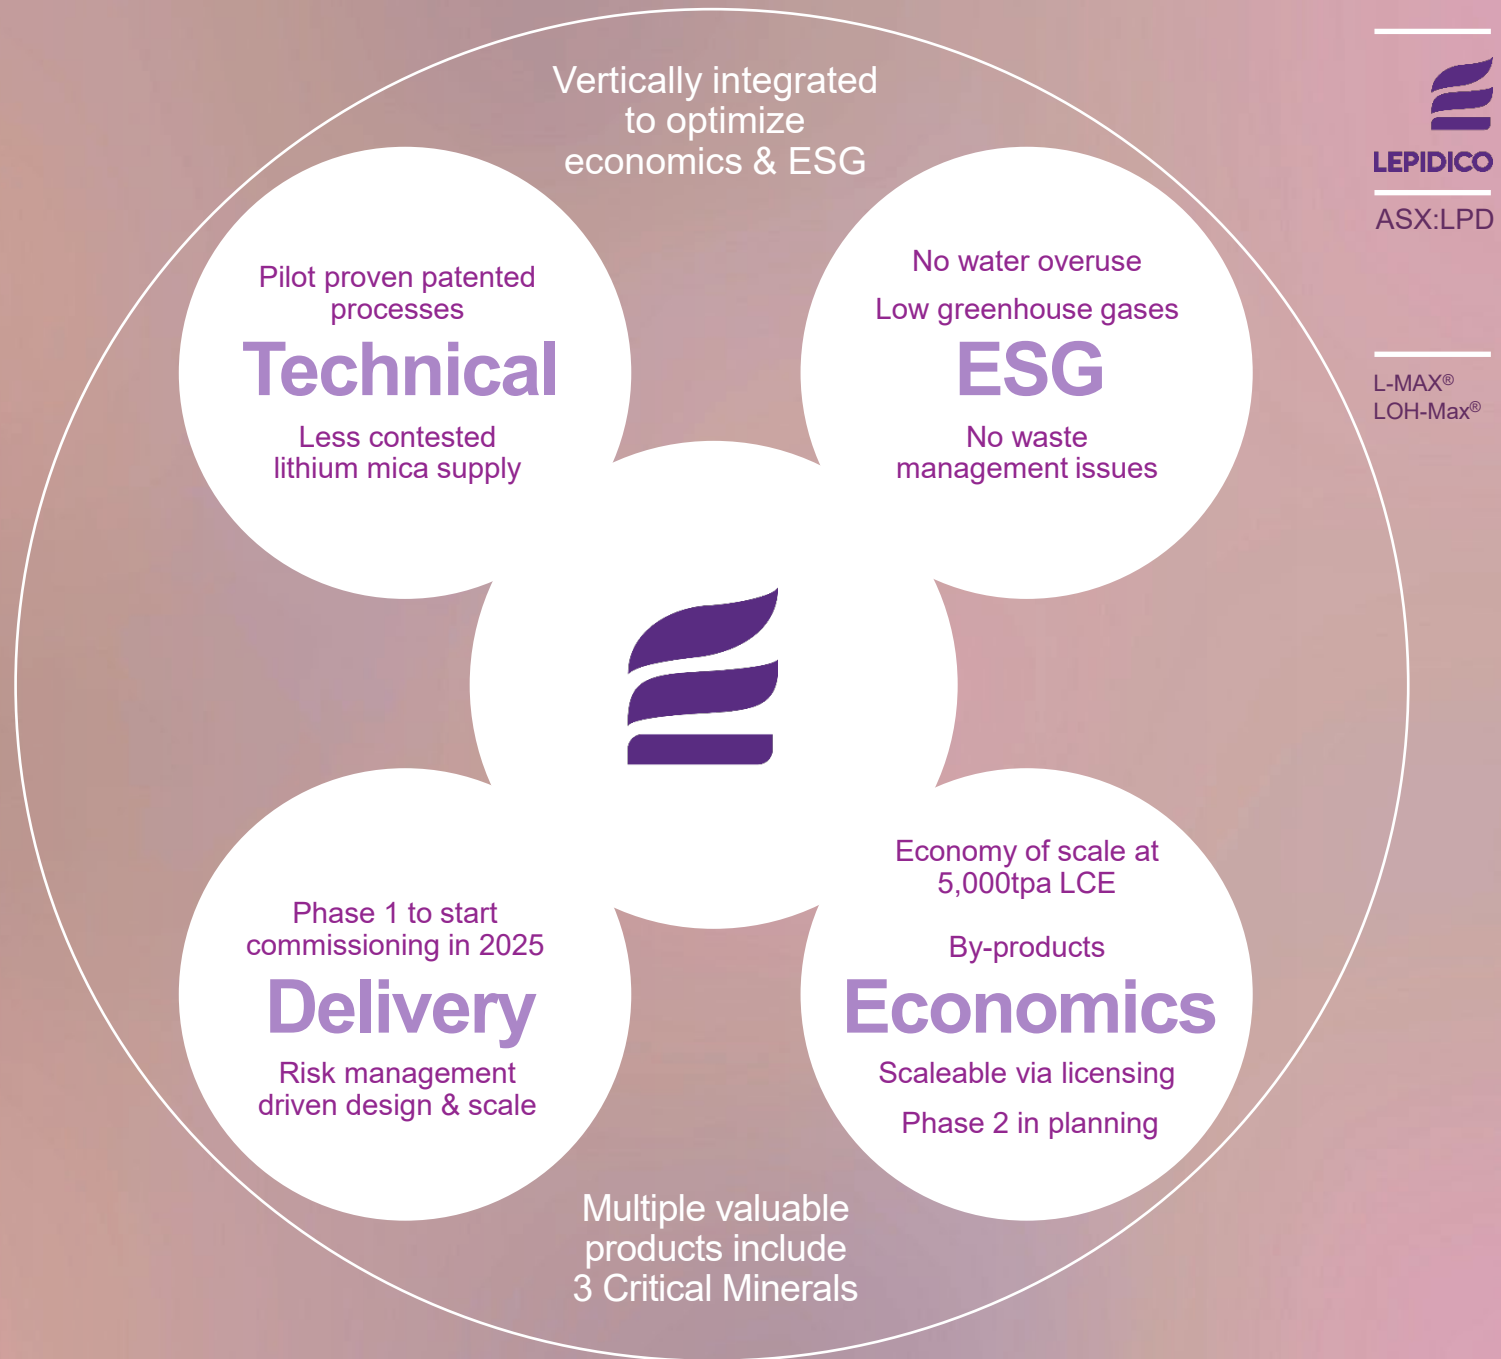 Vertically integrated
to optimize
economics & ESG
Pilot proven patented
processes
Technical
Less contested
lithium mica supply
No water overuse
Low greenhouse gases
ESG
No waste
management issues
Phase 1 to start
commissioning in 2025
Delivery
Risk management
driven design & scale
Economy of scale at
5,000tpa LCE
By-products
Economics
Scaleable via licensing
Phase 2 in planning
Multiple valuable
products include
3 Critical Minerals
LEPIDICO
ASX:LPD
L-MAX®
LOH-Max®